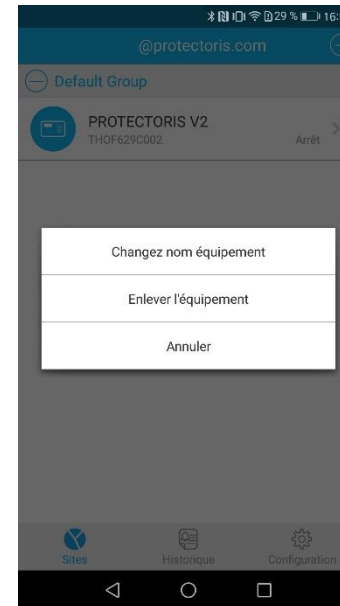 29 % 16:
@protectoris.com
Default Group
PROTECTORIS V2
THOF629C002
Arrêt
Changez nom équipement
Enlever l'équipement
Annuler
Sites Historique Configuration